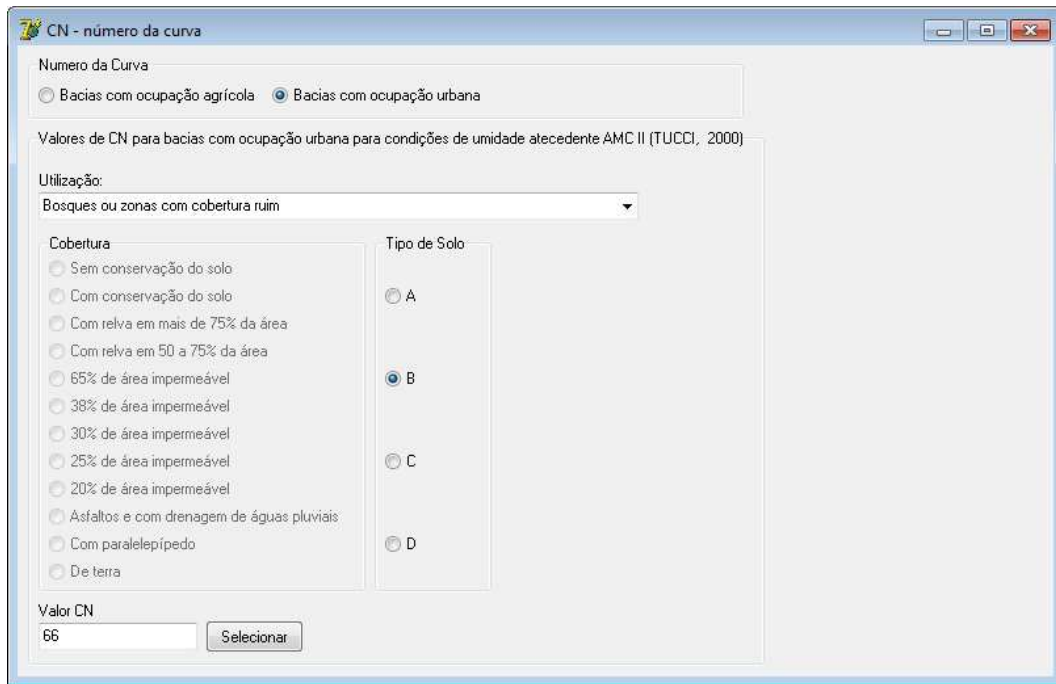 CN - número da curva
Numero da Curva
Bacias com ocupação agrícola Bacias com ocupação urbana
Valores de CN para bacias com ocupação urbana para condições de umidade atecedente AMC II (TUCCI, 2000)
Utilização:
Bosques ou zonas com cobertura ruim
Cobertura
Sem conservação do solo
Com conservação do solo
Com relva em mais de 75% da área
Com relva em 50 a 75% da área
65% de área impermeável
38% de área impermeável
30% de área impermeável
25% de área impermeável
20% de área impermeável
Asfaltos e com drenagem de águas pluviais
Com paralelepípedo
De terra
Tipo de Solo
A
B
C
D
Valor CN
66 Selecionar